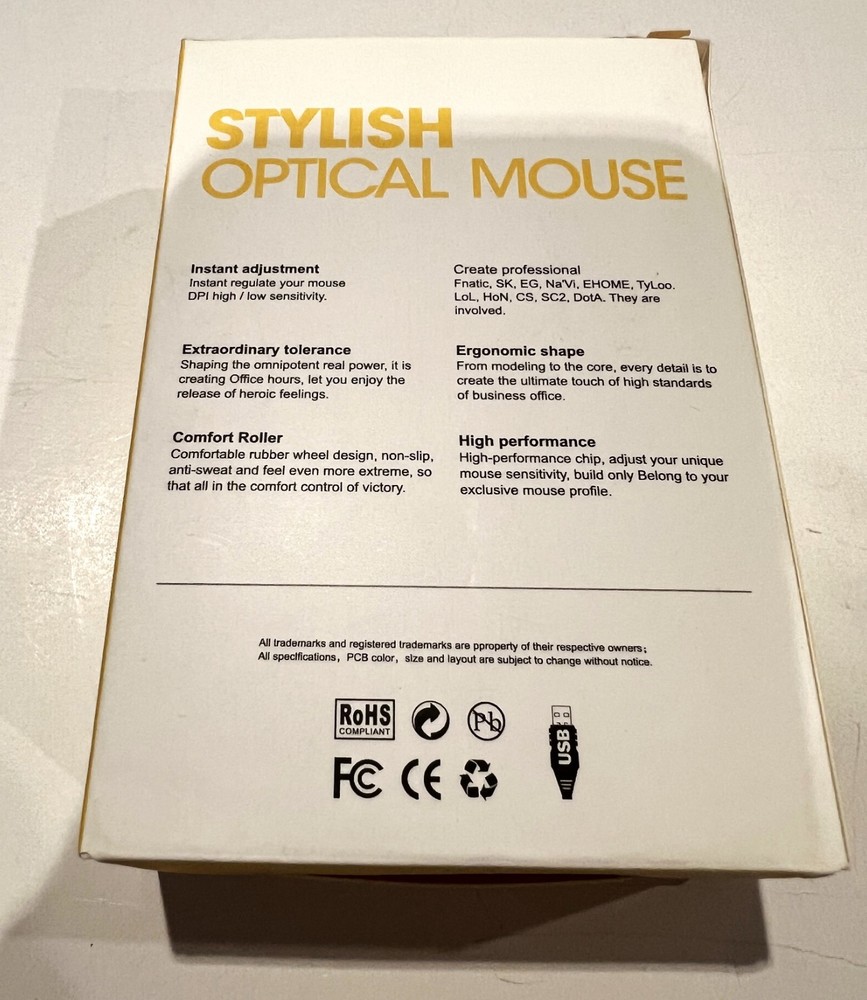 STYLISH
OPTICAL MOUSE
Instant adjustment
Instant regulate your mouse
DPI high / low sensitivity.
Create professional
Fnatic, SK, EG, Na'Vi, EHOME, TyLoo.
LoL, HoN, CS, SC2, DotA. They are
involved.
Extraordinary tolerance
Shaping the omnipotent real power, it is
creating Office hours, let you enjoy the
release of heroic feelings.
Ergonomic shape
From modeling to the core, every detail is to
create the ultimate touch of high standards
of business office.
Comfort Roller
Comfortable rubber wheel design, non-slip,
anti-sweat and feel even more extreme, so
that all in the comfort control of victory.
High performance
High-performance chip, adjust your unique
mouse sensitivity, build only Belong to your
exclusive mouse profile.
All trademarks and registered trademarks are pproperty of their respective owners;
All specifications, PCB color, size and layout are subject to change without notice.
RoHS
COMPLIANT
Pb
USB
FC CE